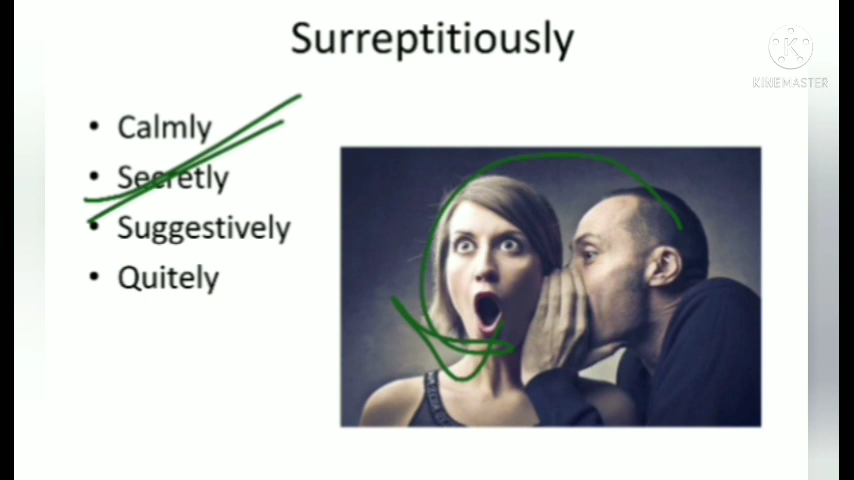 Surreptitiously
KINEMASTER
• Calmly
• Secretly
• Suggestively
• Quitely